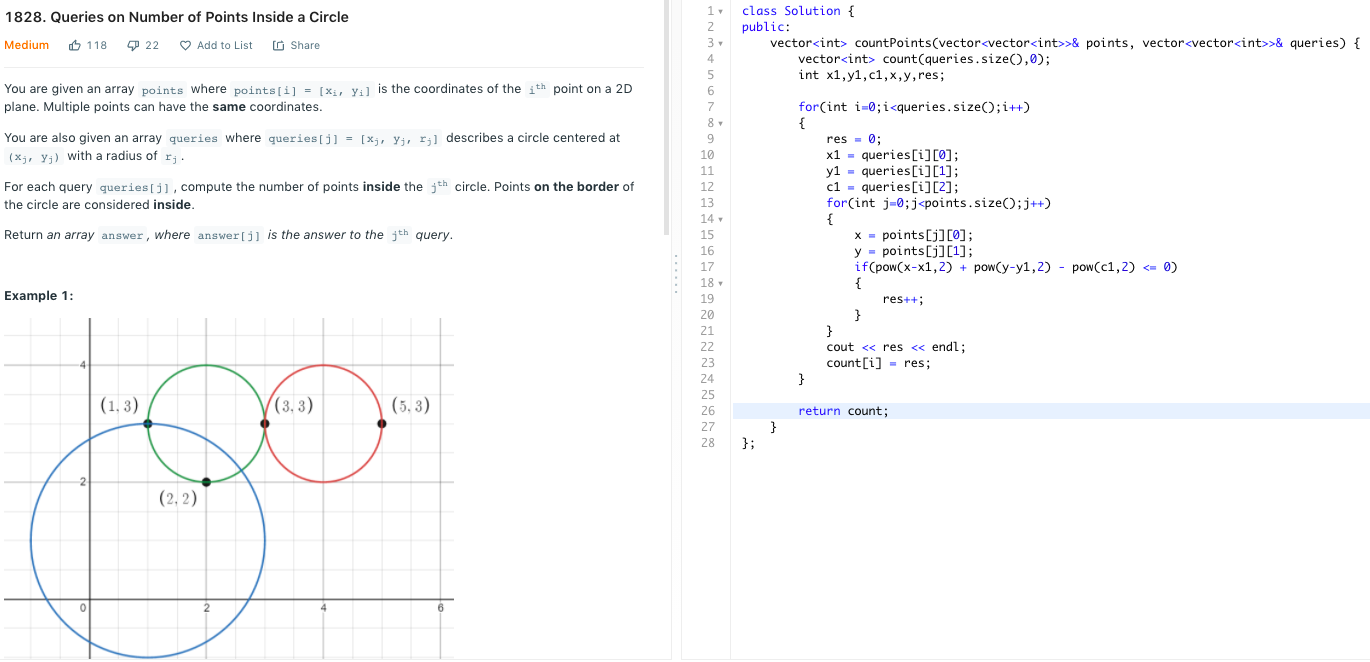 1828. Queries on Number of Points Inside a Circle
Medium 118 22 Add to List Share
You are given an array points where points[i] = [xᵢ, yᵢ] is the coordinates of the iᵗʰ point on a 2D
plane. Multiple points can have the same coordinates.
You are also given an array queries where queries[j] = [xⱼ, yⱼ, rⱼ] describes a circle centered at
(xⱼ, yⱼ) with a radius of rⱼ.
For each query queries[j], compute the number of points inside the jᵗʰ circle. Points on the border of
the circle are considered inside.
Return an array answer, where answer[j] is the answer to the jᵗʰ query.
Example 1:
4
(1, 3) (3, 3) (5, 3)
2
(2, 2)
0 2 4 6
1 class Solution {
2 public:
3 vector<int> countPoints(vector<vector<int>>& points, vector<vector<int>>& queries) {
4 vector<int> count(queries.size(),0);
5 int x1,y1,c1,x,y,res;
6
7 for(int i=0;i<queries.size();i++)
8 {
9 res = 0;
10 x1 = queries[i][0];
11 y1 = queries[i][1];
12 c1 = queries[i][2];
13 for(int j=0;j<points.size();j++)
14 {
15 x = points[j][0];
16 y = points[j][1];
17 if(pow(x-x1,2) + pow(y-y1,2) - pow(c1,2) <= 0)
18 {
19 res++;
20 }
21 }
22 cout << res << endl;
23 count[i] = res;
24 }
25
26 return count;
27 }
28 };